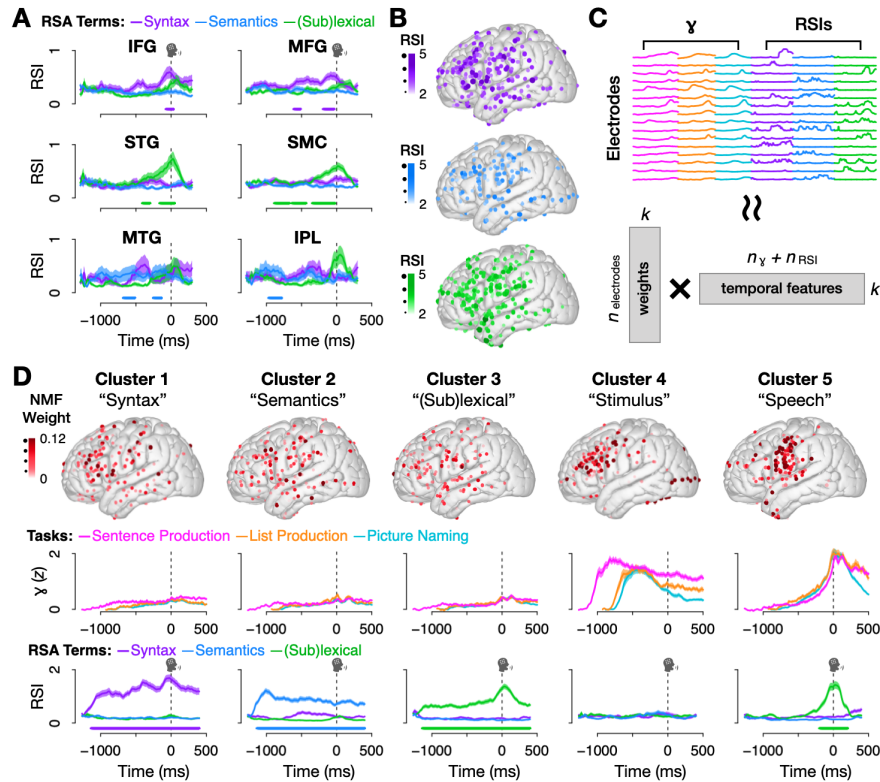 A
RSA Terms: —Syntax —Semantics —(Sub)lexical
IFG MFG
RSI
1
0
STG SMC
RSI
1
0
MTG IPL
RSI
1
0
−1000 0 500 −1000 0 500
Time (ms) Time (ms)
B
RSI
5
2
RSI
5
2
RSI
5
2
C
ɣ RSIs
Electrodes
≈
k
n electrodes
weights
×
nɣ + nRSI
temporal features
k
D
Cluster 1 Cluster 2 Cluster 3 Cluster 4 Cluster 5
“Syntax” “Semantics” “(Sub)lexical” “Stimulus” “Speech”
NMF
Weight
0.12
0
Tasks: —Sentence Production —List Production —Picture Naming
ɣ (z)
2
0
−1000 0 500 −1000 0 500 −1000 0 500 −1000 0 500 −1000 0 500
RSA Terms: —Syntax —Semantics —(Sub)lexical
RSI
2
0
−1000 0 500 −1000 0 500 −1000 0 500 −1000 0 500 −1000 0 500
Time (ms) Time (ms) Time (ms) Time (ms) Time (ms)